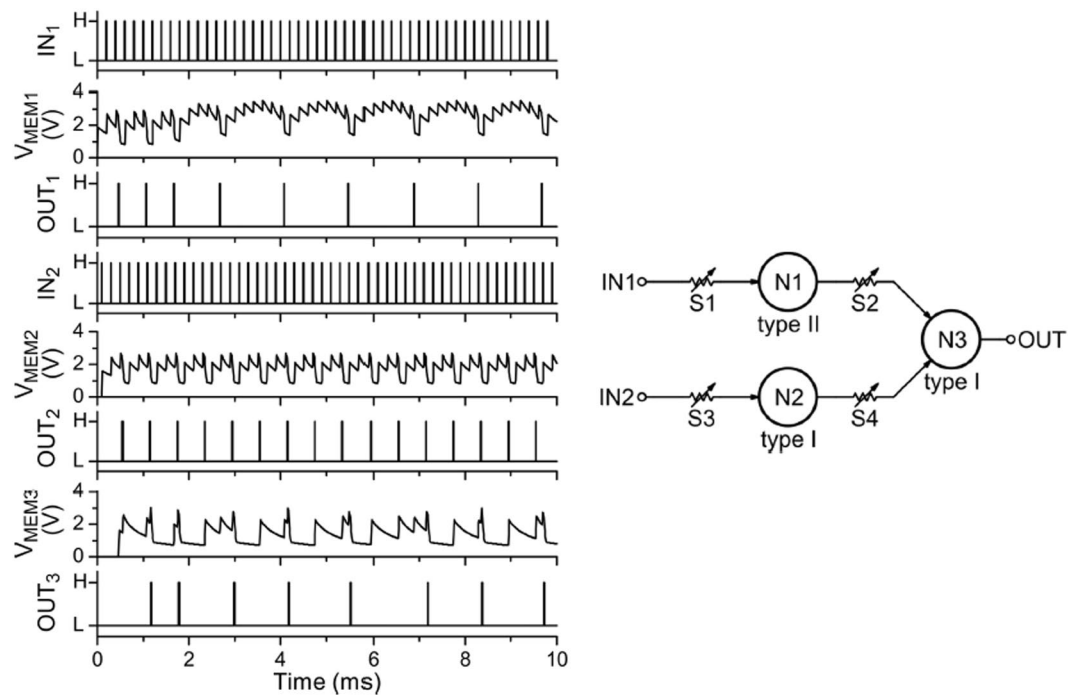 IN1
H
L
VMEM1
(V)
4
2
0
OUT1
H
L
IN2
H
L
VMEM2
(V)
4
2
0
OUT2
H
L
VMEM3
(V)
4
2
0
OUT3
H
L
0 2 4 6 8 10
Time (ms)
IN1
S1
N1
type II
S2
N3
type I
OUT
IN2
S3
N2
type I
S4